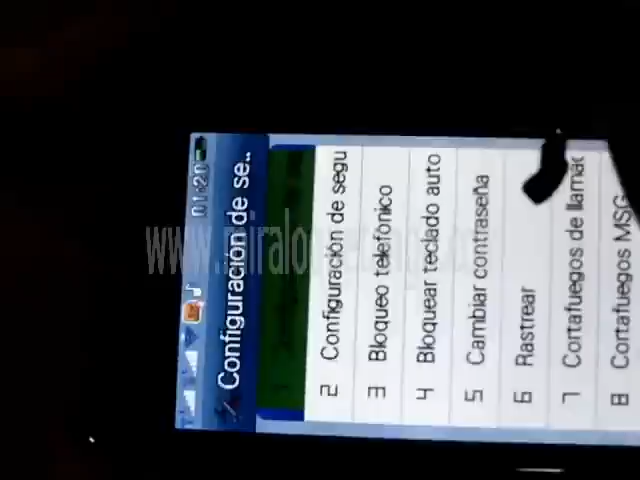 01:20
Configuración de se..
2 Configuración de segu
3 Bloqueo telefónico
4 Bloquear teclado auto
5 Cambiar contraseña
6 Rastrear
7 Cortafuegos de llamac
8 Cortafuegos MSG